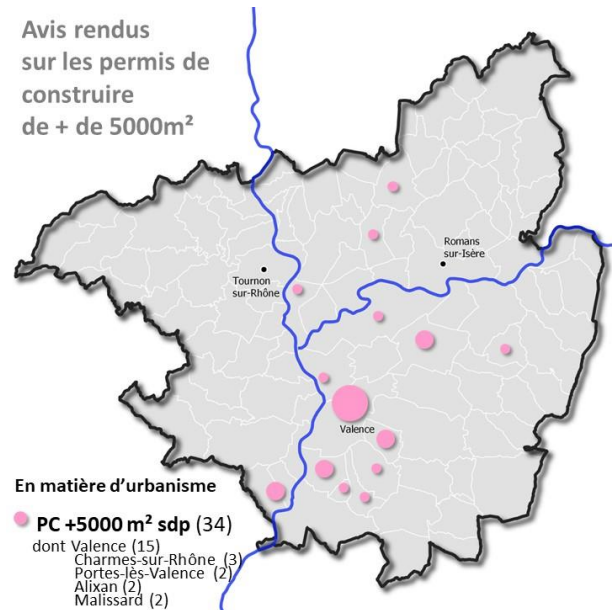 Avis rendus
sur les permis de
construire
de + de 5000m²
Romans
sur-Isère
Tournon
sur-Rhône
Valence
En matière d’urbanisme
PC +5000 m² sdp (34)
dont Valence (15)
Charmes-sur-Rhône (3)
Portes-lès-Valence (2)
Alixan (2)
Malissard (2)